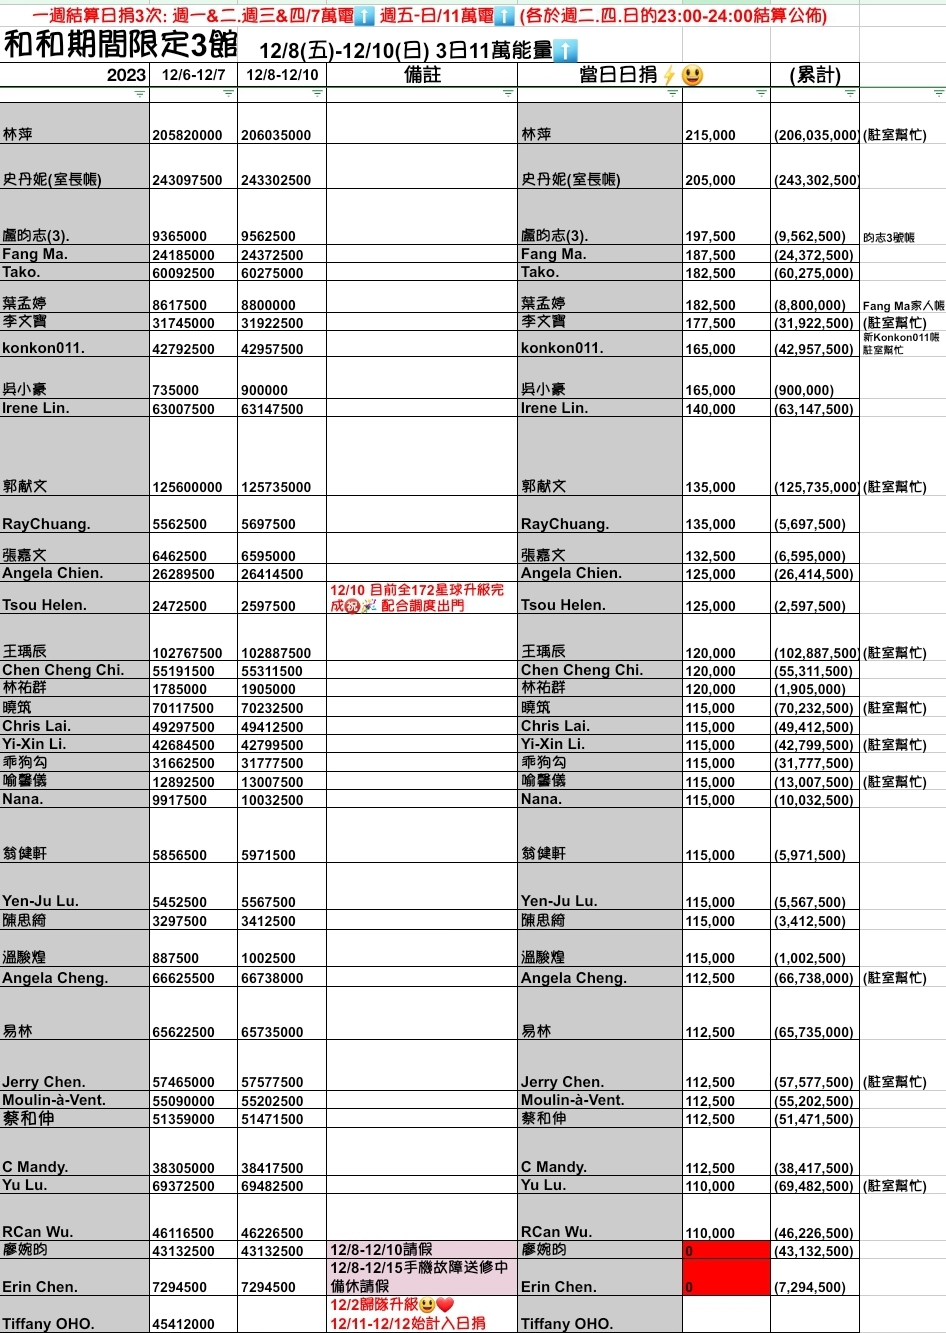 一週結算日捐3次: 週一&二.週三&四/7萬電⬆️ 週五-日/11萬電⬆️ (各於週二.四.日的23:00-24:00結算公佈)
和和期間限定3館 12/8(五)-12/10(日) 3日11萬能量⬆️
2023 12/6-12/7 12/8-12/10 備註 當日日捐⚡😃 (累計)
林萍 205820000 206035000 林萍 215,000 (206,035,000) (駐室幫忙)
史丹妮(室長帳) 243097500 243302500 史丹妮(室長帳) 205,000 (243,302,500)
盧昀志(3). 9365000 9562500 盧昀志(3). 197,500 (9,562,500) 昀志3號帳
Fang Ma. 24185000 24372500 Fang Ma. 187,500 (24,372,500)
Tako. 60092500 60275000 Tako. 182,500 (60,275,000)
葉孟婷 8617500 8800000 葉孟婷 182,500 (8,800,000) Fang Ma家人帳
李文寶 31745000 31922500 李文寶 177,500 (31,922,500) (駐室幫忙)
konkon011. 42792500 42957500 konkon011. 165,000 (42,957,500) 新Konkon011帳
駐室幫忙
吳小豪 735000 900000 吳小豪 165,000 (900,000)
Irene Lin. 63007500 63147500 Irene Lin. 140,000 (63,147,500)
郭献文 125600000 125735000 郭献文 135,000 (125,735,000) (駐室幫忙)
RayChuang. 5562500 5697500 RayChuang. 135,000 (5,697,500)
張嘉文 6462500 6595000 張嘉文 132,500 (6,595,000)
Angela Chien. 26289500 26414500 Angela Chien. 125,000 (26,414,500)
12/10 目前全172星球升級完
Tsou Helen. 2472500 2597500 成㊗️🎉 配合調度出門 Tsou Helen. 125,000 (2,597,500)
王瑀辰 102767500 102887500 王瑀辰 120,000 (102,887,500) (駐室幫忙)
Chen Cheng Chi. 55191500 55311500 Chen Cheng Chi. 120,000 (55,311,500)
林祐群 1785000 1905000 林祐群 120,000 (1,905,000)
曉筑 70117500 70232500 曉筑 115,000 (70,232,500) (駐室幫忙)
Chris Lai. 49297500 49412500 Chris Lai. 115,000 (49,412,500)
Yi-Xin Li. 42684500 42799500 Yi-Xin Li. 115,000 (42,799,500) (駐室幫忙)
乖狗勾 31662500 31777500 乖狗勾 115,000 (31,777,500)
喻馨儀 12892500 13007500 喻馨儀 115,000 (13,007,500) (駐室幫忙)
Nana. 9917500 10032500 Nana. 115,000 (10,032,500)
翁健軒 5856500 5971500 翁健軒 115,000 (5,971,500)
Yen-Ju Lu. 5452500 5567500 Yen-Ju Lu. 115,000 (5,567,500)
陳思綺 3297500 3412500 陳思綺 115,000 (3,412,500)
溫駿煌 887500 1002500 溫駿煌 115,000 (1,002,500)
Angela Cheng. 66625500 66738000 Angela Cheng. 112,500 (66,738,000) (駐室幫忙)
易林 65622500 65735000 易林 112,500 (65,735,000)
Jerry Chen. 57465000 57577500 Jerry Chen. 112,500 (57,577,500) (駐室幫忙)
Moulin-à-Vent. 55090000 55202500 Moulin-à-Vent. 112,500 (55,202,500)
蔡和伸 51359000 51471500 蔡和伸 112,500 (51,471,500)
C Mandy. 38305000 38417500 C Mandy. 112,500 (38,417,500)
Yu Lu. 69372500 69482500 Yu Lu. 110,000 (69,482,500) (駐室幫忙)
RCan Wu. 46116500 46226500 RCan Wu. 110,000 (46,226,500)
廖婉昀 43132500 43132500 12/8-12/10請假 廖婉昀 0 (43,132,500)
12/8-12/15手機故障送修中
Erin Chen. 7294500 7294500 備休請假 Erin Chen. 0 (7,294,500)
12/2歸隊升級😃❤️
Tiffany OHO. 45412000 12/11-12/12始計入日捐 Tiffany OHO.